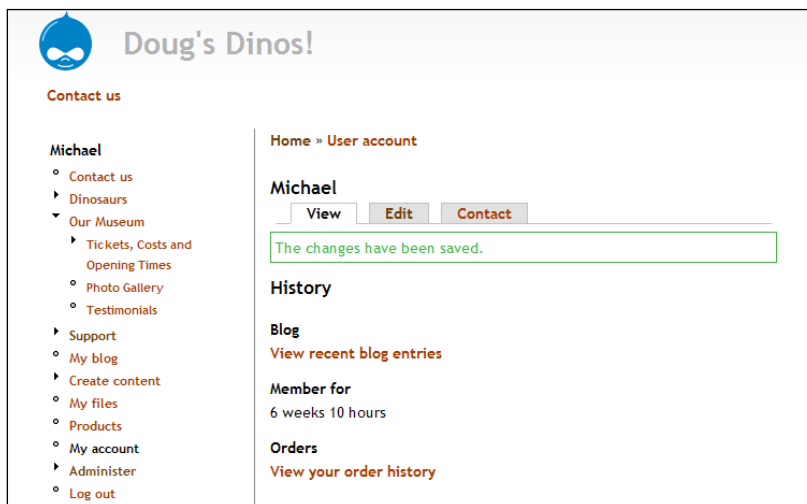 Doug's Dinos!
Contact us
Michael
Contact us
Dinosaurs
Our Museum
Tickets, Costs and
Opening Times
Photo Gallery
Testimonials
Support
My blog
Create content
My files
Products
My account
Administer
Log out
Home » User account
Michael
View Edit Contact
The changes have been saved.
History
Blog
View recent blog entries
Member for
6 weeks 10 hours
Orders
View your order history